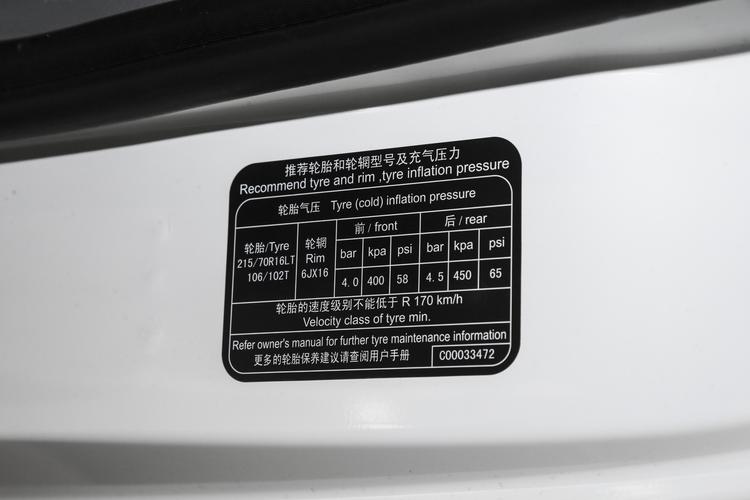 推荐轮胎和轮辋型号及充气压力
Recommend tyre and rim ,tyre inflation pressure
轮胎气压 Tyre (cold) inflation pressure
轮胎/Tyre
215/70R16LT
106/102T
轮辋
Rim
6JX16
前 / front
后 / rear
bar kpa psi bar kpa psi
4.0 400 58 4.5 450 65
轮胎的速度级别不能低于 R 170 km/h
Velocity class of tyre min.
Refer owner's manual for further tyre maintenance information
更多的轮胎保养建议请查阅用户手册 C00033472